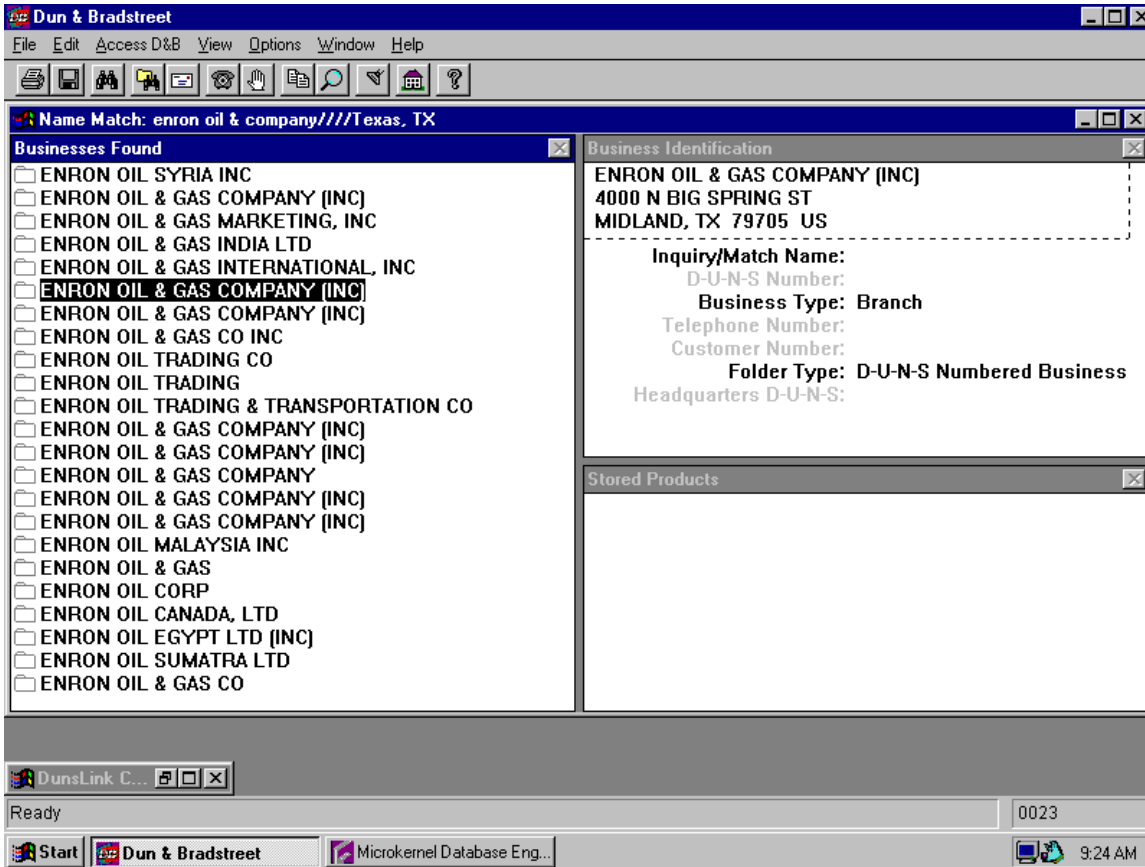 Dun & Bradstreet
File Edit Access D&B View Options Window Help
Name Match: enron oil & company////Texas, TX
Businesses Found
ENRON OIL SYRIA INC
ENRON OIL & GAS COMPANY (INC)
ENRON OIL & GAS MARKETING, INC
ENRON OIL & GAS INDIA LTD
ENRON OIL & GAS INTERNATIONAL, INC
ENRON OIL & GAS COMPANY (INC)
ENRON OIL & GAS COMPANY (INC)
ENRON OIL & GAS CO INC
ENRON OIL TRADING CO
ENRON OIL TRADING
ENRON OIL TRADING & TRANSPORTATION CO
ENRON OIL & GAS COMPANY (INC)
ENRON OIL & GAS COMPANY (INC)
ENRON OIL & GAS COMPANY
ENRON OIL & GAS COMPANY (INC)
ENRON OIL & GAS COMPANY (INC)
ENRON OIL MALAYSIA INC
ENRON OIL & GAS
ENRON OIL CORP
ENRON OIL CANADA, LTD
ENRON OIL EGYPT LTD (INC)
ENRON OIL SUMATRA LTD
ENRON OIL & GAS CO
Business Identification
ENRON OIL & GAS COMPANY (INC)
4000 N BIG SPRING ST
MIDLAND, TX 79705 US
Inquiry/Match Name:
D-U-N-S Number:
Business Type: Branch
Telephone Number:
Customer Number:
Folder Type: D-U-N-S Numbered Business
Headquarters D-U-N-S:
Stored Products
DunsLink C...
Ready 0023
Start Dun & Bradstreet Microkernel Database Eng... 9:24 AM